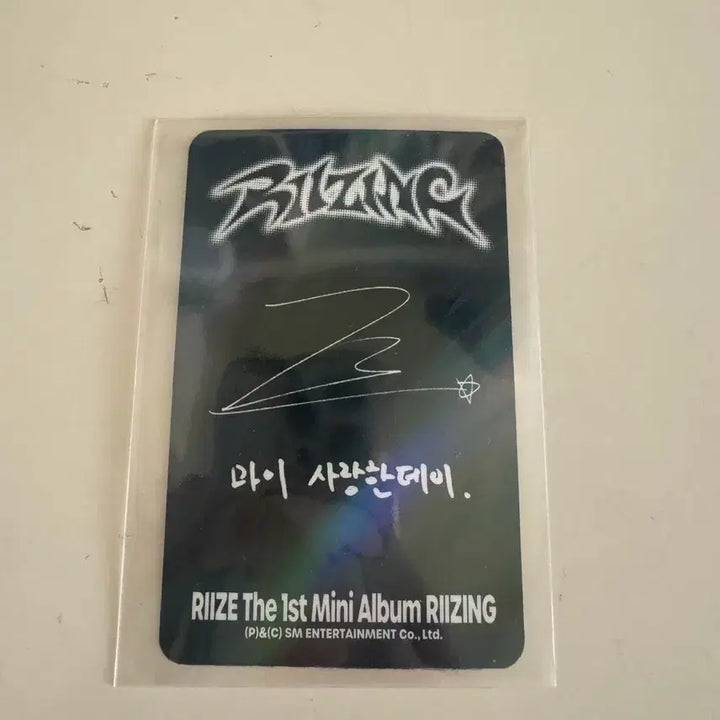 RIIZING
마이 사랑한데이.
RIIZE The 1st Mini Album RIIZING
(P)&(C) SM ENTERTAINMENT Co., Ltd.